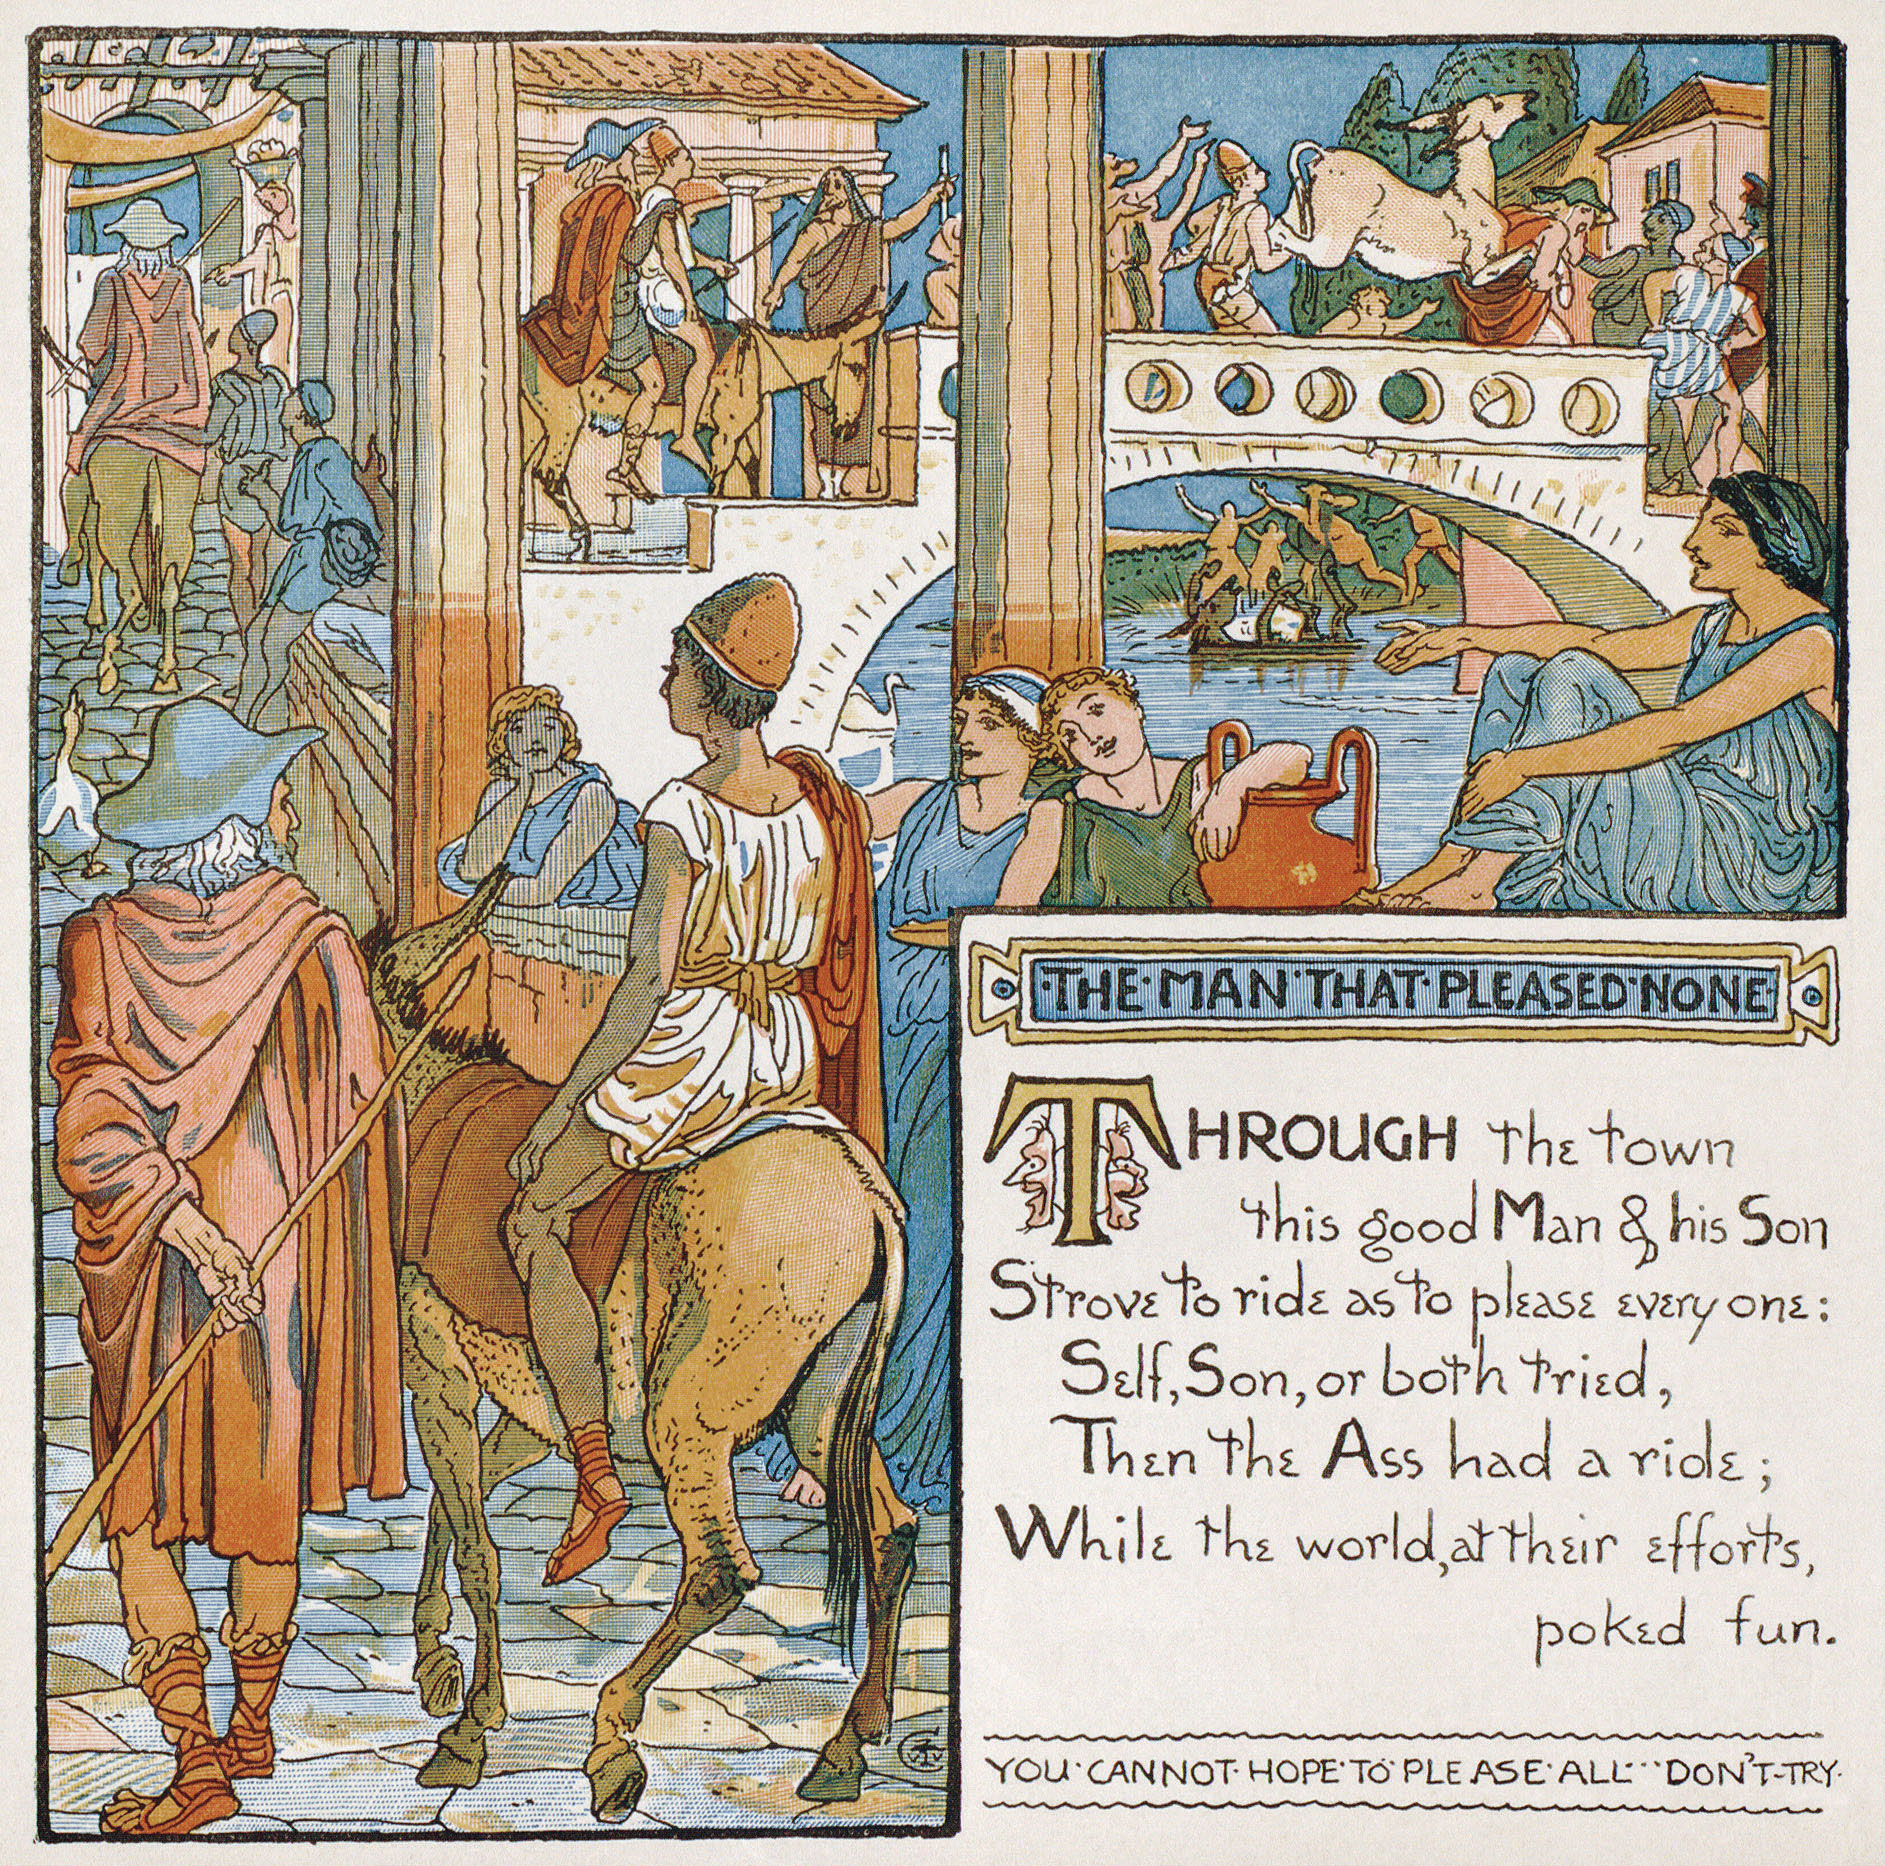 ·THE·MAN·THAT·PLEASED·NONE·
THROUGH the town
this good Man & his Son
Strove to ride as to please every one:
Self, Son, or both tried,
Then the Ass had a ride;
While the world, at their efforts,
poked fun.
YOU·CANNOT·HOPE·TO·PLEASE·ALL···DON'T·TRY·